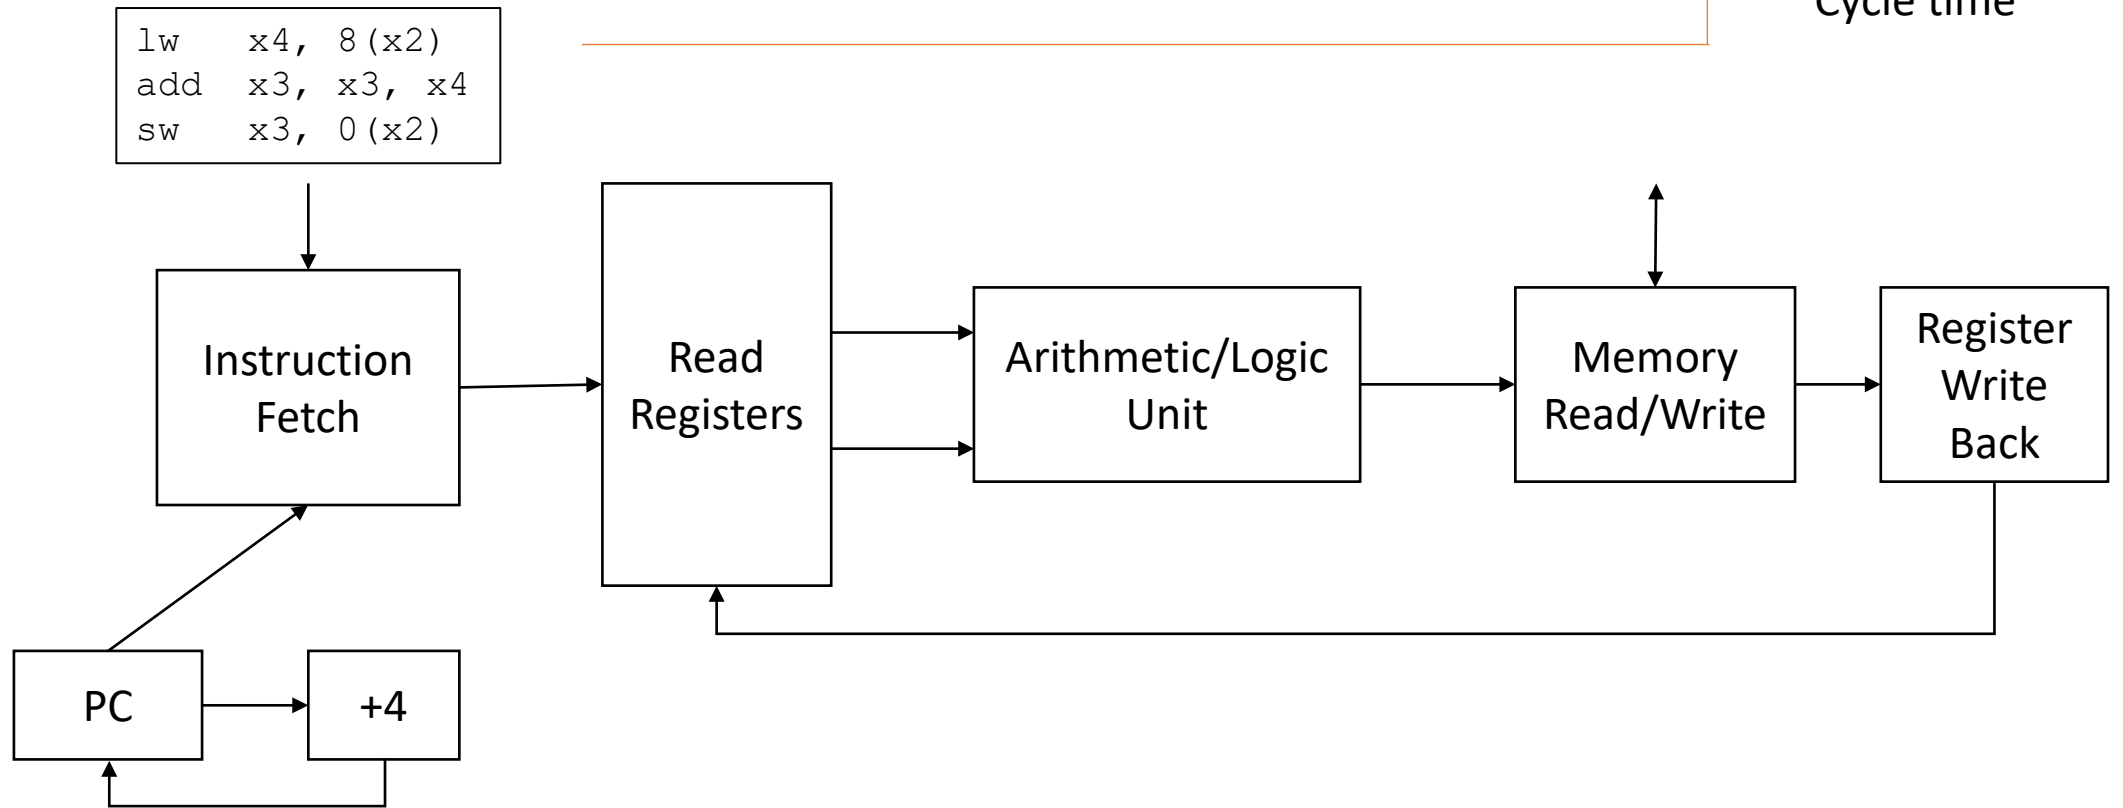 Cycle time
lw x4, 8(x2)
add x3, x3, x4
sw x3, 0(x2)
Instruction
Fetch
Read
Registers
Arithmetic/Logic
Unit
Memory
Read/Write
Register
Write
Back
PC
+4